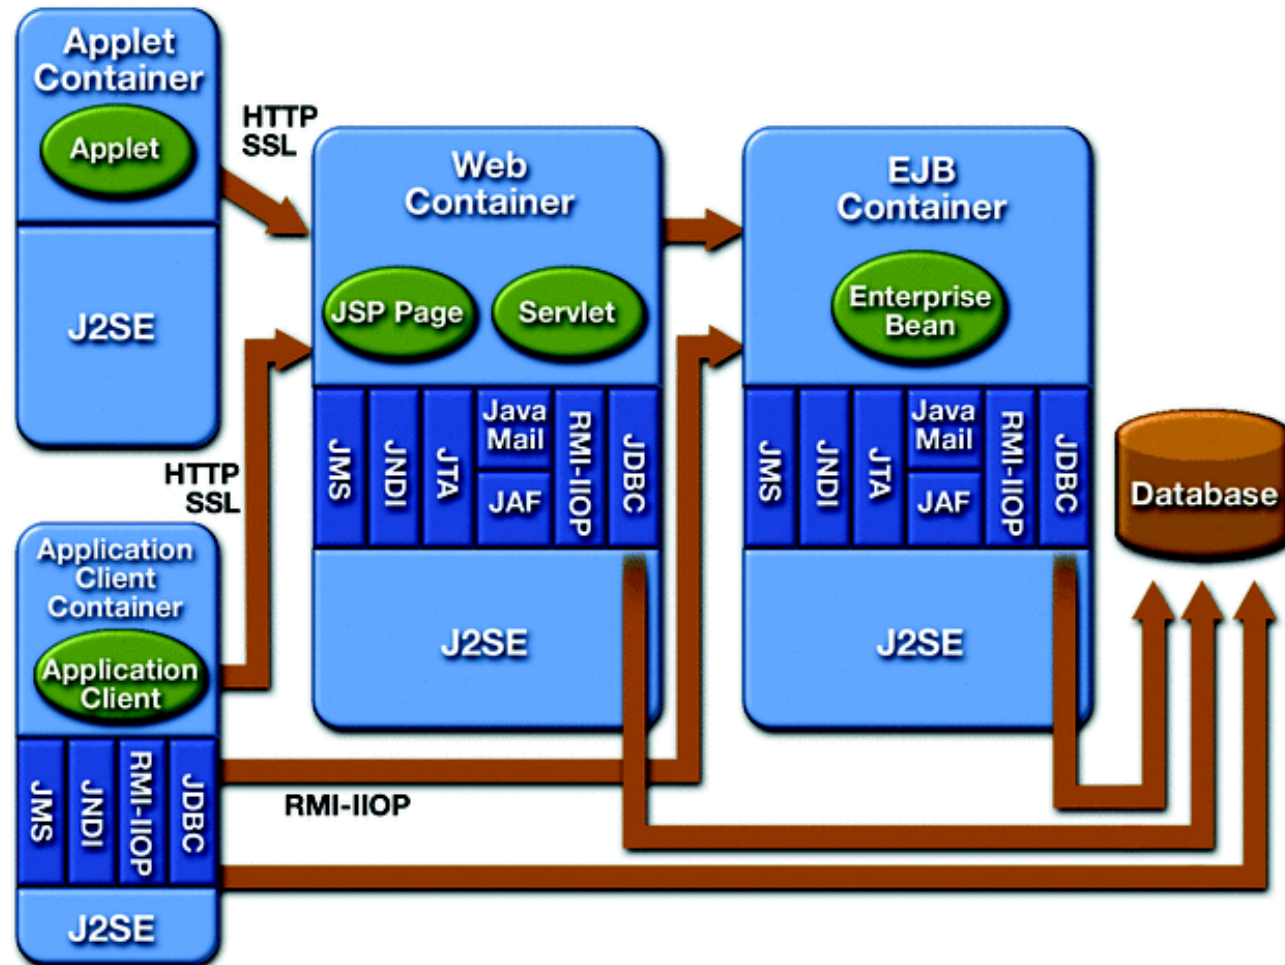 Applet
Container
Applet
J2SE
HTTP
SSL
Web
Container
JSP Page
Servlet
JMS
JNDI
JTA
Java
Mail
JAF
RMI-IIOP
JDBC
J2SE
EJB
Container
Enterprise
Bean
JMS
JNDI
JTA
Java
Mail
JAF
RMI-IIOP
JDBC
J2SE
Database
HTTP
SSL
Application
Client
Container
Application
Client
JMS
JNDI
RMI-IIOP
JDBC
J2SE
RMI-IIOP